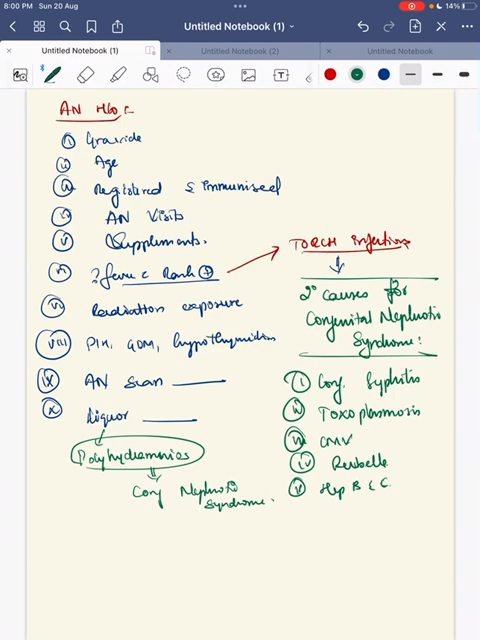 8:00 PM Sun 20 Aug
14%
Untitled Notebook (1)
Untitled Notebook (1)
Untitled Notebook (2)
Untitled Notebook
AN H/o
i Gravida
ii Age
iii Registered & immunised
iv AN Visits
v Supplements.
vi ? fever c Rash +
vii Radiation exposure
viii PIH, GDM, hypothyroidism
ix AN Scan
x Liquor
Polyhydramnios
Cong Nephrotic
Syndrome.
TORCH infections
2° Causes for
Congenital Nephrotic
Syndrome:
i Cong. Syphilis
ii Toxoplasmosis
iii CMV
iv Rubella
v Hep B & C